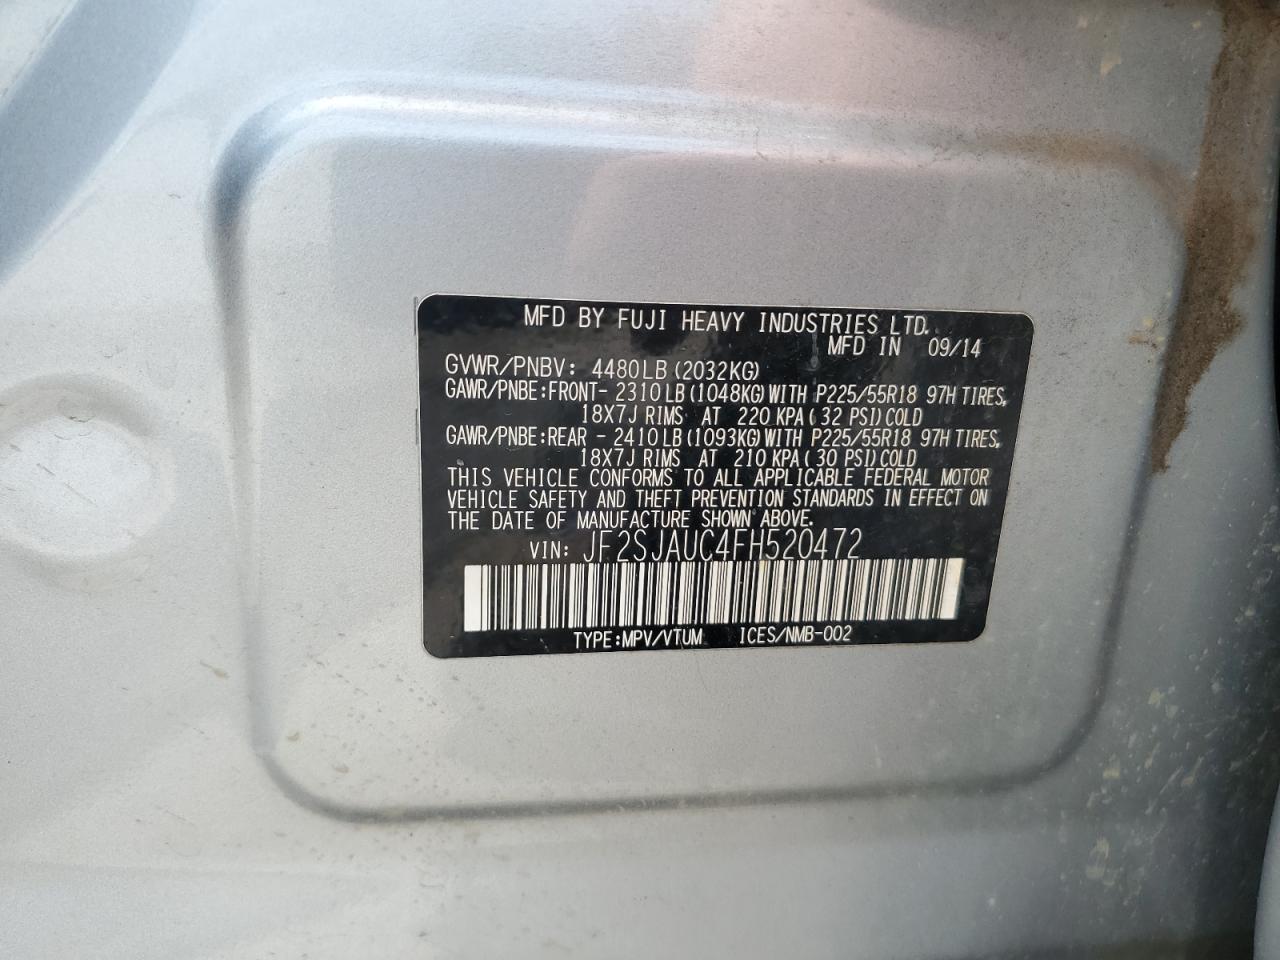 MFD BY FUJI HEAVY INDUSTRIES LTD.
MFD IN 09/14
GVWR/PNBV: 4480LB(2032KG)
GAWR/PNBE:FRONT- 2310LB(1048KG)WITH P225/55R18 97H TIRES,
18X7J RIMS AT 220 KPA(32 PSI)COLD
GAWR/PNBE:REAR - 2410LB(1093KG)WITH P225/55R18 97H TIRES,
18X7J RIMS AT 210 KPA(30 PSI)COLD
THIS VEHICLE CONFORMS TO ALL APPLICABLE FEDERAL MOTOR
VEHICLE SAFETY AND THEFT PREVENTION STANDARDS IN EFFECT ON
THE DATE OF MANUFACTURE SHOWN ABOVE.
VIN: JF2SJAUC4FH520472
TYPE:MPV/VTUM ICES/NMB-002